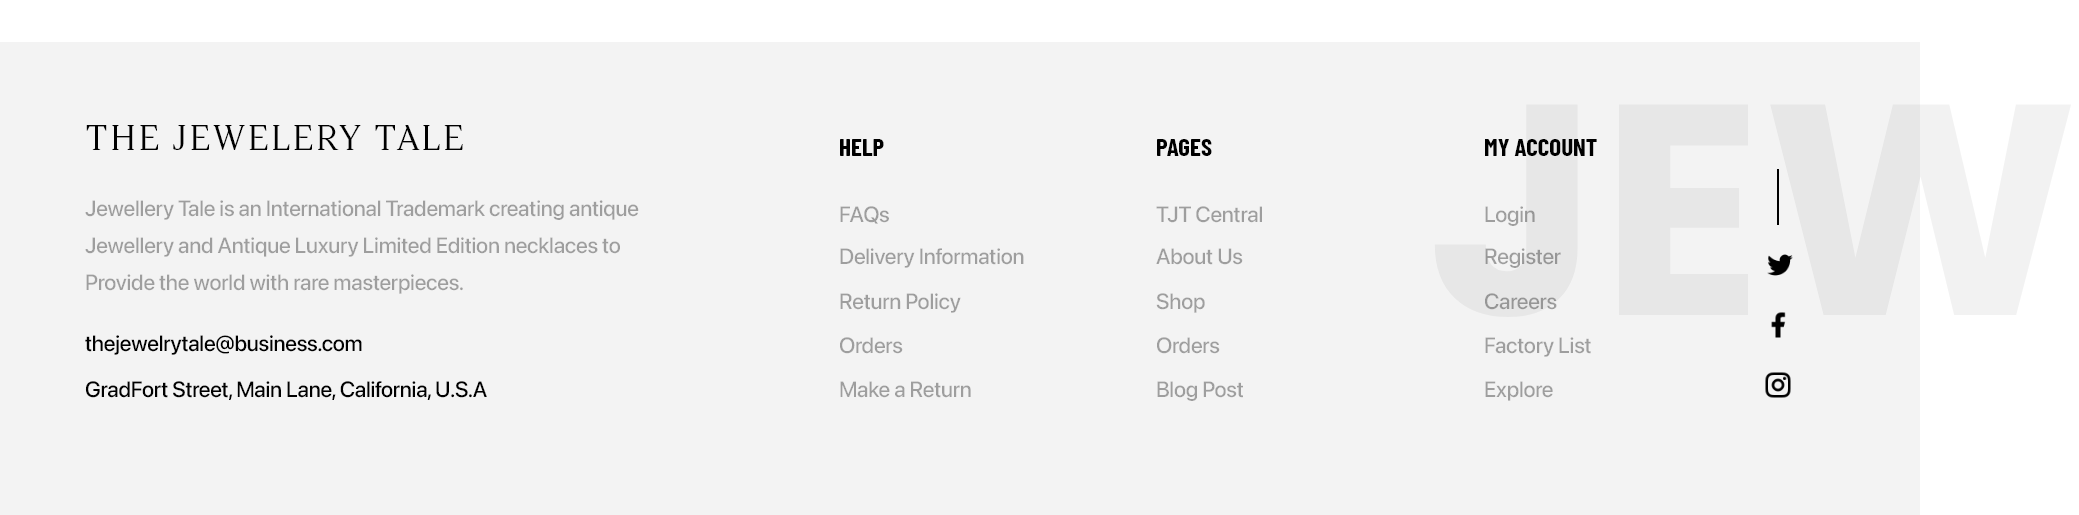 THE JEWELERY TALE
Jewellery Tale is an International Trademark creating antique
Jewellery and Antique Luxury Limited Edition necklaces to
Provide the world with rare masterpieces.
thejewelrytale@business.com
GradFort Street, Main Lane, California, U.S.A
HELP
FAQs
Delivery Information
Return Policy
Orders
Make a Return
PAGES
TJT Central
About Us
Shop
Orders
Blog Post
MY ACCOUNT
Login
Register
Careers
Factory List
Explore
JEW